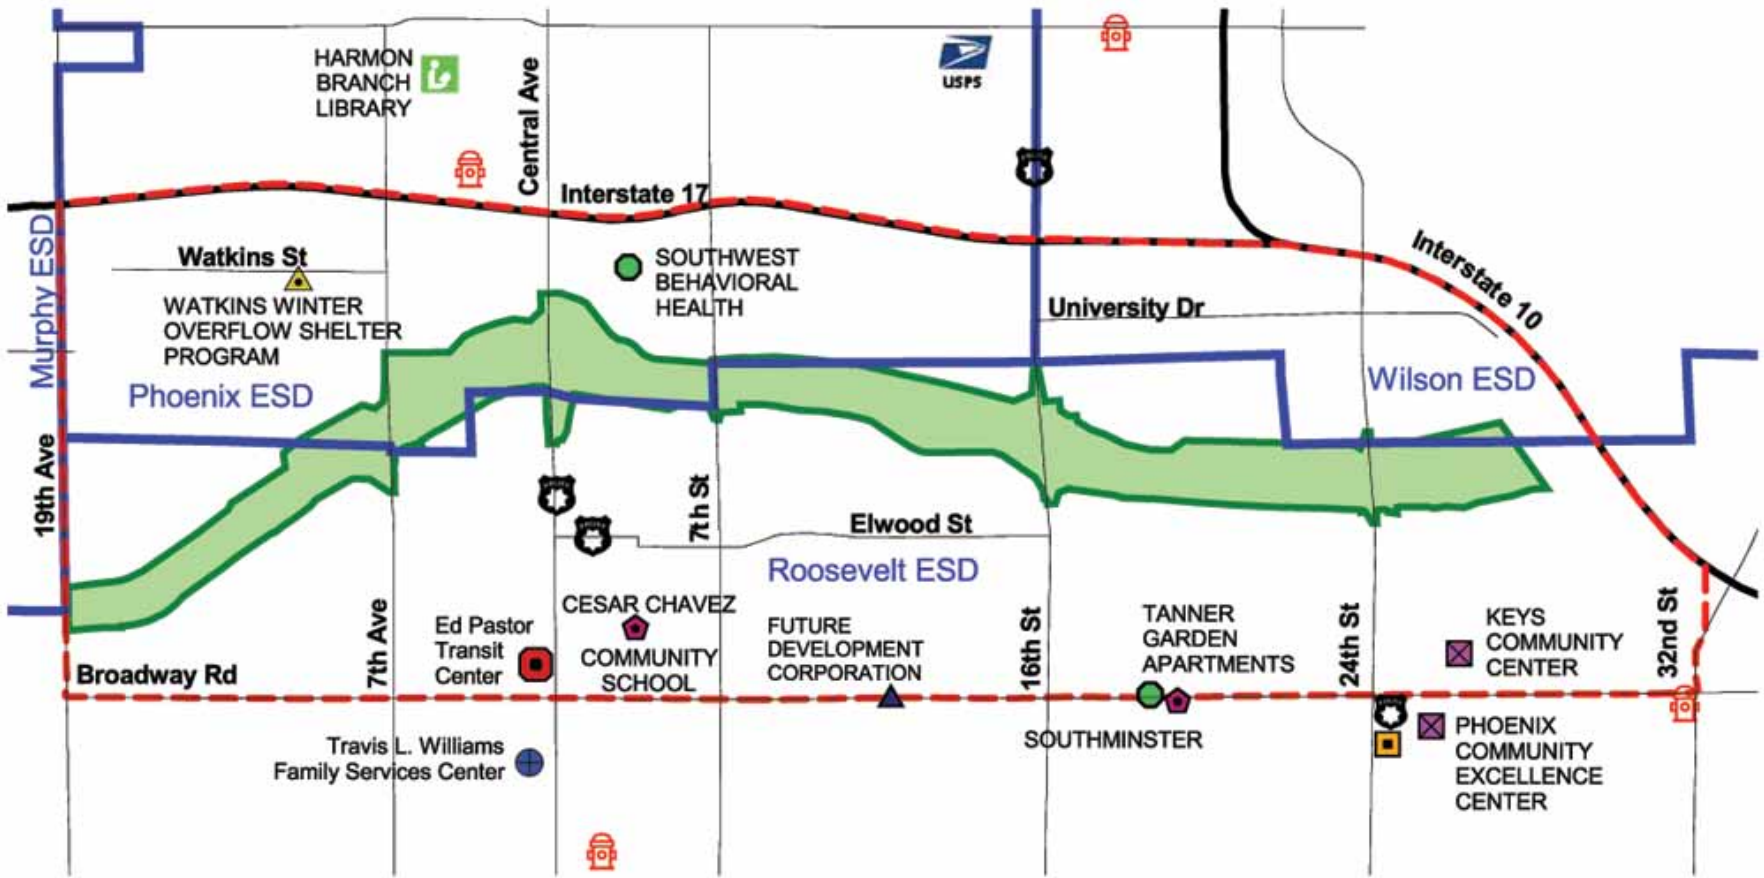 HARMON
BRANCH
LIBRARY
Central Ave
USPS
Interstate 17
Murphy ESD
Watkins St
WATKINS WINTER
OVERFLOW SHELTER
PROGRAM
SOUTHWEST
BEHAVIORAL
HEALTH
University Dr
Interstate 10
Phoenix ESD
Wilson ESD
19th Ave
7th St
Elwood St
Roosevelt ESD
7th Ave
Ed Pastor
Transit
Center
CESAR CHAVEZ
COMMUNITY
SCHOOL
FUTURE
DEVELOPMENT
CORPORATION
16th St
TANNER
GARDEN
APARTMENTS
24th St
KEYS
COMMUNITY
CENTER
32nd St
Broadway Rd
Travis L. Williams
Family Services Center
SOUTHMINSTER
PHOENIX
COMMUNITY
EXCELLENCE
CENTER